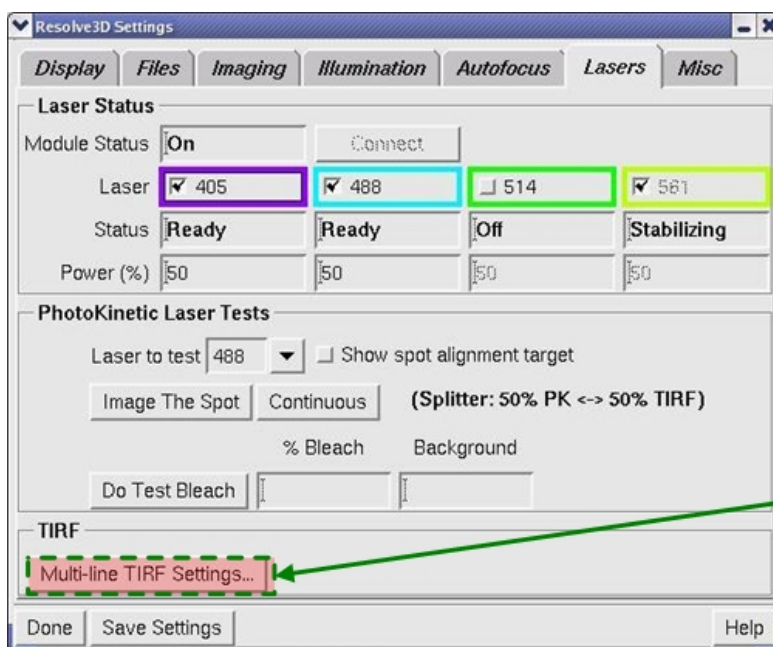 Resolve3D Settings
Display Files Imaging Illumination Autofocus Lasers Misc
Laser Status
Module Status On Connect
Laser 405 488 514 561
Status Ready Ready Off Stabilizing
Power (%) 50 50 50 50
PhotoKinetic Laser Tests
Laser to test 488 Show spot alignment target
Image The Spot Continuous (Splitter: 50% PK <-> 50% TIRF)
% Bleach Background
Do Test Bleach
TIRF
Multi-line TIRF Settings...
Done Save Settings Help